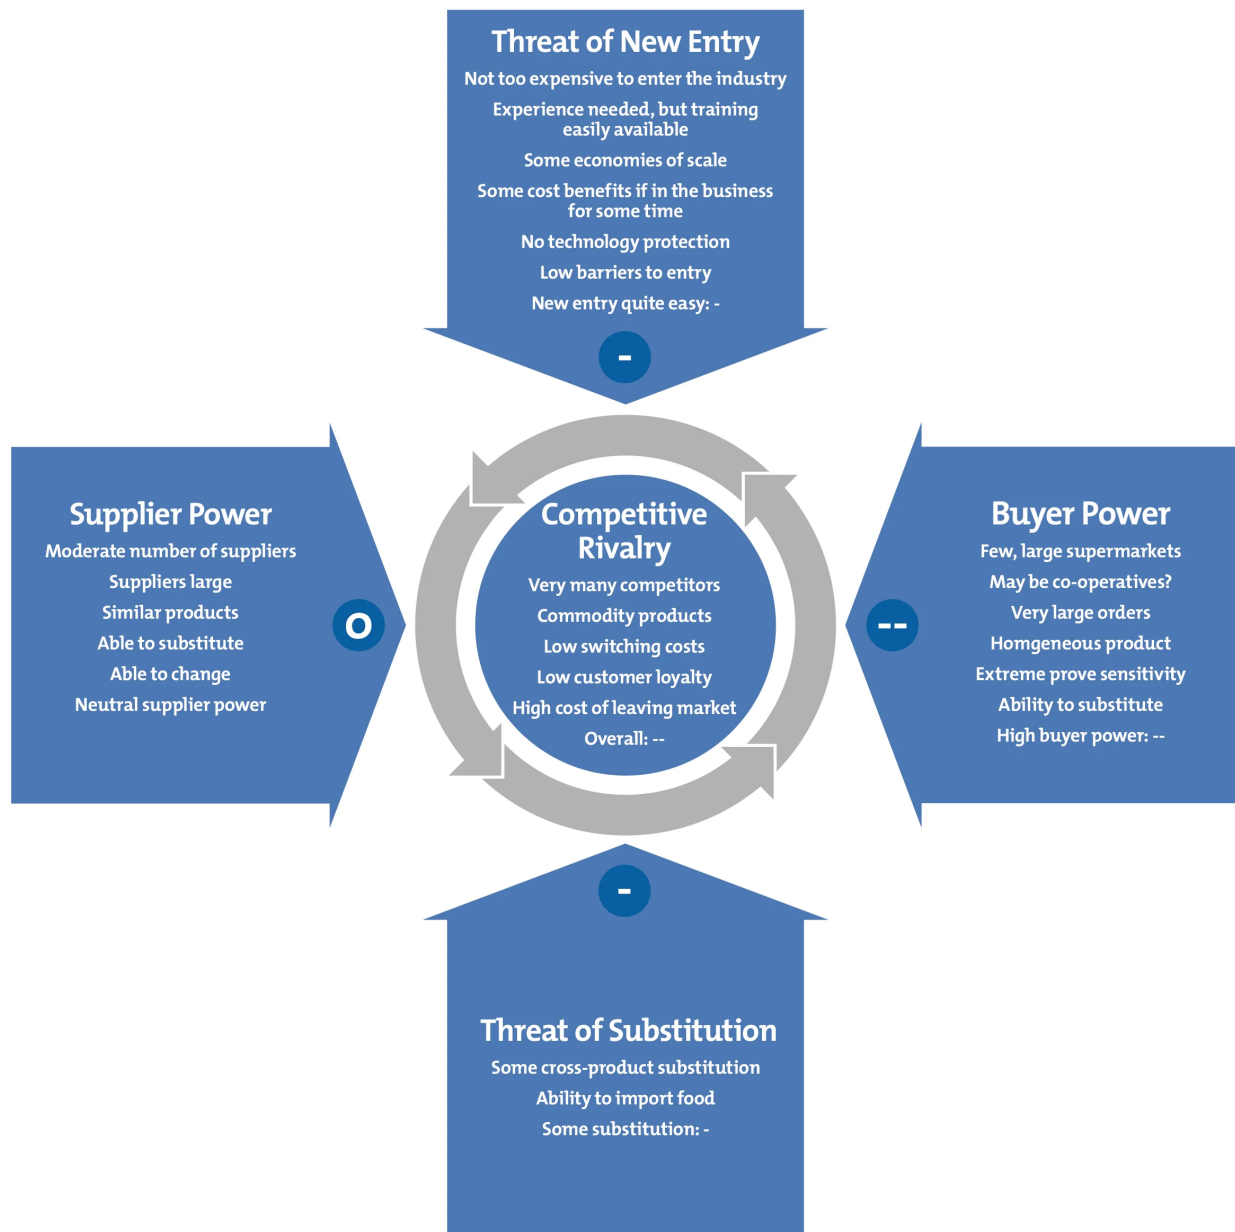 Threat of New Entry
Not too expensive to enter the industry
Experience needed, but training
easily available
Some economies of scale
Some cost benefits if in the business
for some time
No technology protection
Low barriers to entry
New entry quite easy: -
-
Supplier Power
Moderate number of suppliers
Suppliers large
Similar products
Able to substitute
Able to change
Neutral supplier power
O
Competitive
Rivalry
Very many competitors
Commodity products
Low switching costs
Low customer loyalty
High cost of leaving market
Overall: --
--
Buyer Power
Few, large supermarkets
May be co-operatives?
Very large orders
Homgeneous product
Extreme prove sensitivity
Ability to substitute
High buyer power: --
-
Threat of Substitution
Some cross-product substitution
Ability to import food
Some substitution: -